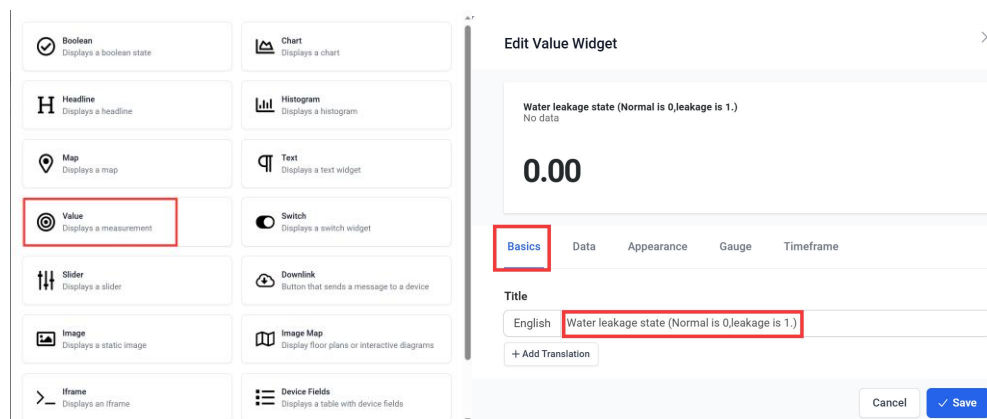 Boolean
Displays a boolean state
Chart
Displays a chart
Headline
Displays a headline
Histogram
Displays a histogram
Map
Displays a map
Text
Displays a text widget
Value
Displays a measurement
Switch
Displays a switch widget
Slider
Displays a slider
Downlink
Button that sends a message to a device
Image
Displays a static image
Image Map
Display floor plans or interactive diagrams
Iframe
Displays an Iframe
Device Fields
Displays a table with device fields
Edit Value Widget
Water leakage state (Normal is 0,leakage is 1.)
No data
0.00
Basics Data Appearance Gauge Timeframe
Title
English Water leakage state (Normal is 0,leakage is 1.)
+ Add Translation
Cancel Save